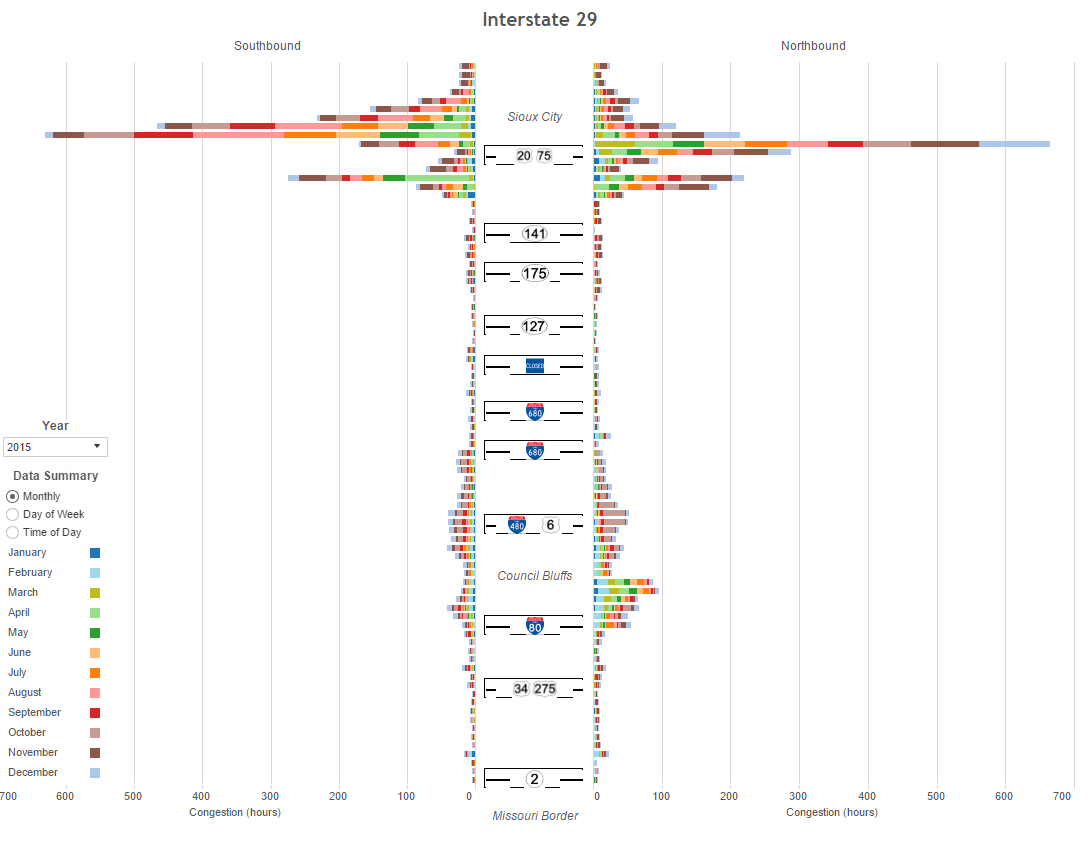 Interstate 29
Southbound
Northbound
Sioux City
20 75
141
175
127
CLOSED
680
Year
2015
680
Data Summary
Monthly
Day of Week
Time of Day
480 6
January
February
Council Bluffs
March
April
80
May
June
July
August
34 275
September
October
November
December
2
700 600 500 400 300 200 100 0 0 100 200 300 400 500 600 700
Congestion (hours)
Missouri Border
Congestion (hours)